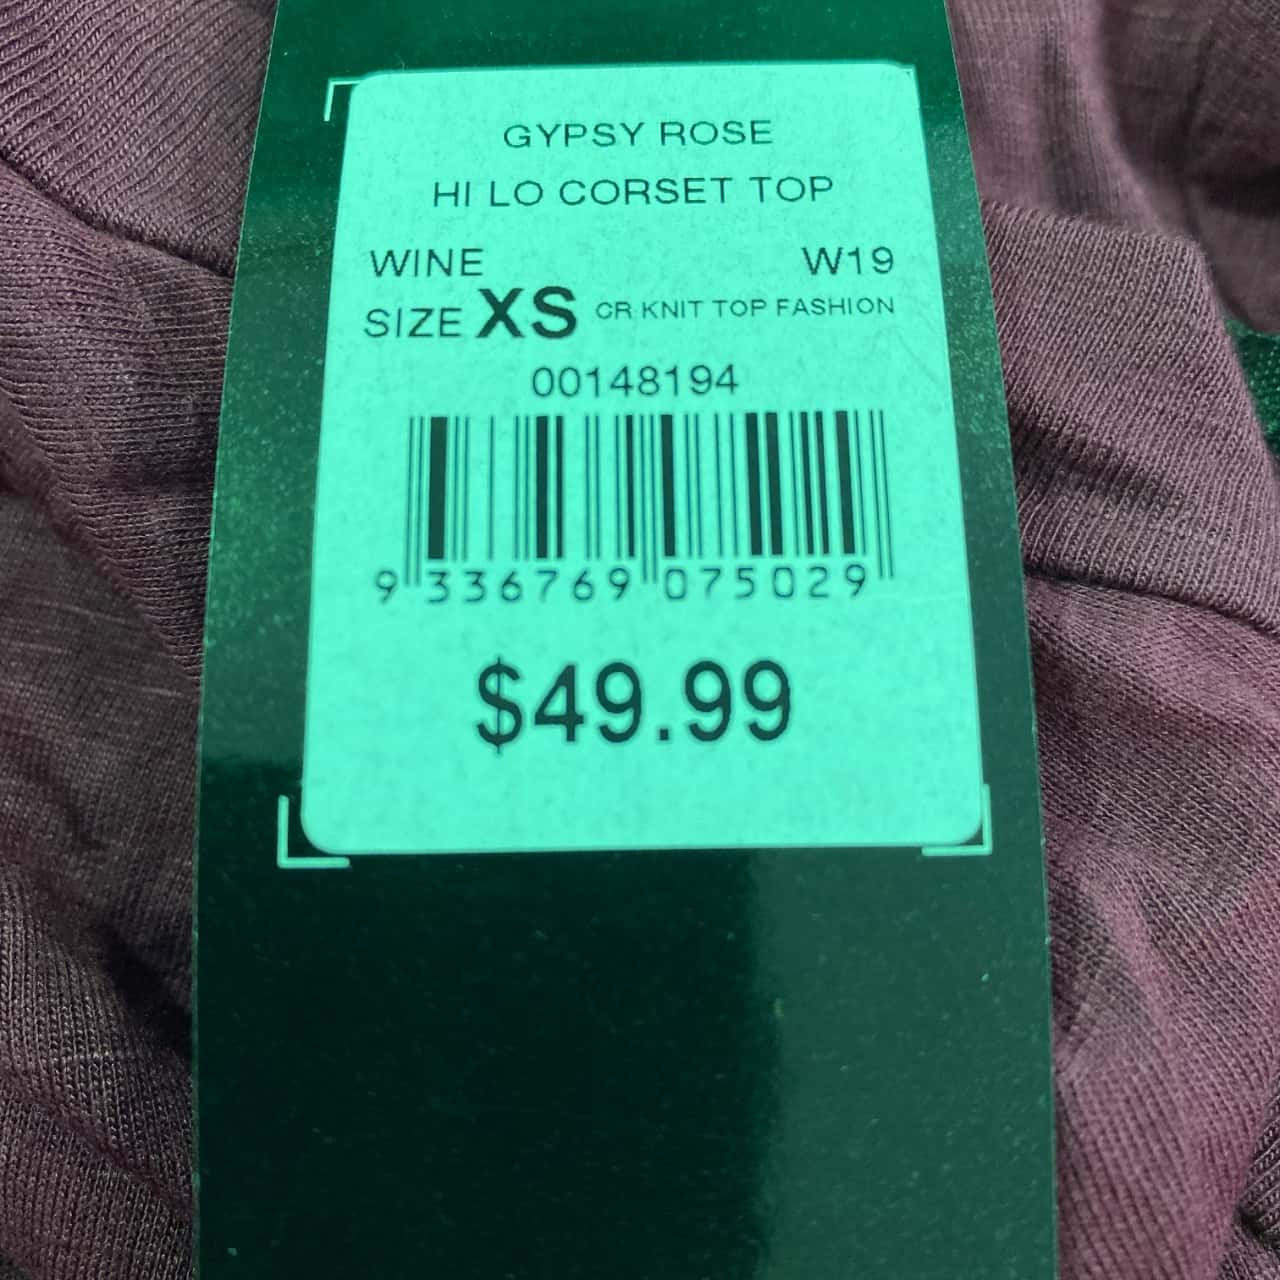 GYPSY ROSE
HI LO CORSET TOP
WINE W19
SIZE XS CR KNIT TOP FASHION
00148194
9 336769 075029
$49.99